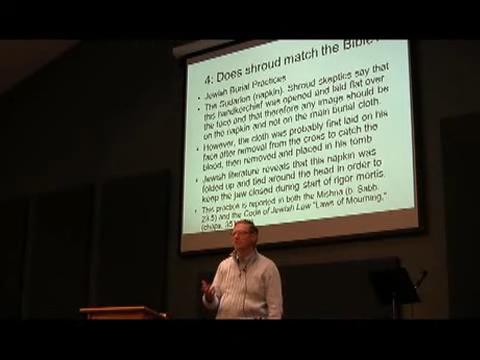 4: Does shroud match the Bible?
• Jewish Burial Practices
• The Sudarion (napkin). Shroud skeptics say that
this handkerchief was opened and laid flat over
the face and that therefore any image should be
on the napkin and not on the main burial cloth.
• However, the cloth was probably first laid on his
face after removal from the cross to catch the
blood, then removed and placed in his tomb
• Jewish literature reveals that this napkin was
folded up and tied around the head in order to
keep the jaw closed during start of rigor mortis.
• This practice is reported in both the Mishna (b. Sabb.
23.5) and the Code of Jewish Law "Laws of Mourning,"
(chaps. 35